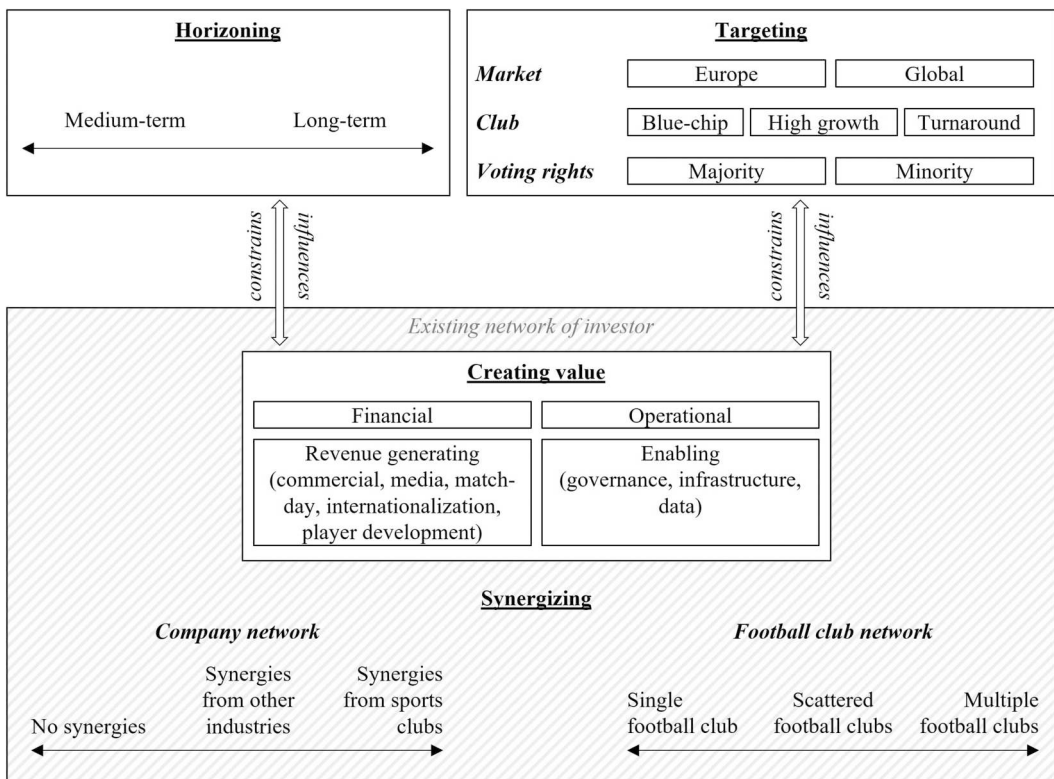 Horizoning
Medium-term Long-term
Targeting
Market Europe Global
Club Blue-chip High growth Turnaround
Voting rights Majority Minority
constrains influences
constrains influences
Existing network of investor
Creating value
Financial
Operational
Revenue generating
(commercial, media, match-
day, internationalization,
player development)
Enabling
(governance, infrastructure,
data)
Synergizing
Company network
No synergies
Synergies
from other
industries
Synergies
from sports
clubs
Football club network
Single
football club
Scattered
football clubs
Multiple
football clubs